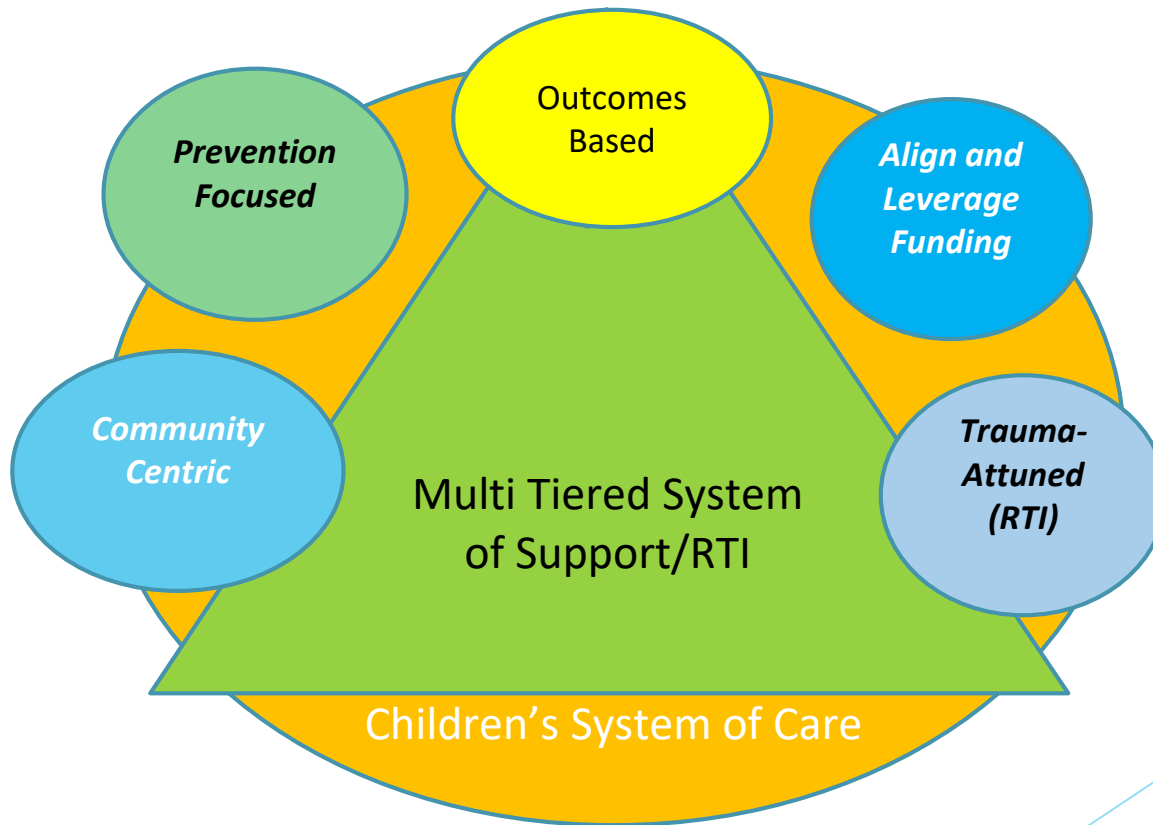 Outcomes
Based
Prevention
Focused
Align and
Leverage
Funding
Community
Centric
Trauma-
Attuned
(RTI)
Multi Tiered System
of Support/RTI
Children’s System of Care